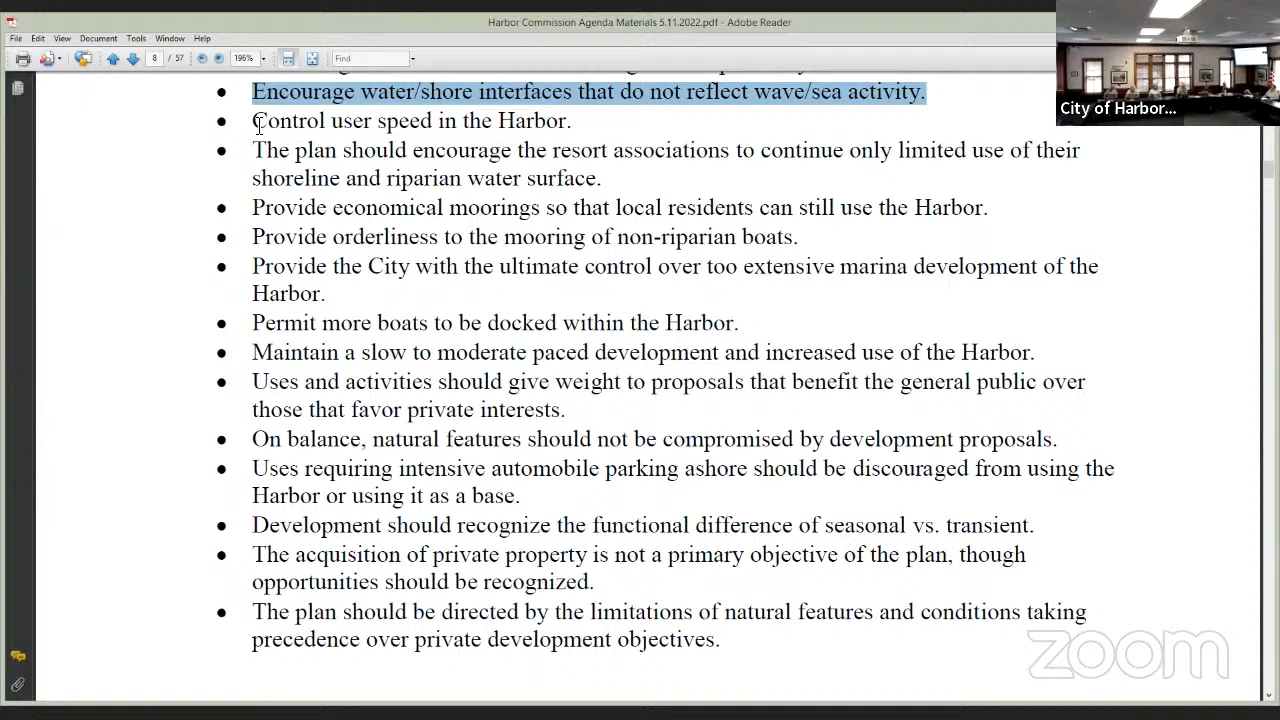 Harbor Commission Agenda Materials 5.11.2022.pdf - Adobe Reader
File Edit View Document Tools Window Help
8 / 57 196% Find
City of Harbor...
• Encourage water/shore interfaces that do not reflect wave/sea activity.
• Control user speed in the Harbor.
• The plan should encourage the resort associations to continue only limited use of their
shoreline and riparian water surface.
• Provide economical moorings so that local residents can still use the Harbor.
• Provide orderliness to the mooring of non-riparian boats.
• Provide the City with the ultimate control over too extensive marina development of the
Harbor.
• Permit more boats to be docked within the Harbor.
• Maintain a slow to moderate paced development and increased use of the Harbor.
• Uses and activities should give weight to proposals that benefit the general public over
those that favor private interests.
• On balance, natural features should not be compromised by development proposals.
• Uses requiring intensive automobile parking ashore should be discouraged from using the
Harbor or using it as a base.
• Development should recognize the functional difference of seasonal vs. transient.
• The acquisition of private property is not a primary objective of the plan, though
opportunities should be recognized.
• The plan should be directed by the limitations of natural features and conditions taking
precedence over private development objectives.
zoom